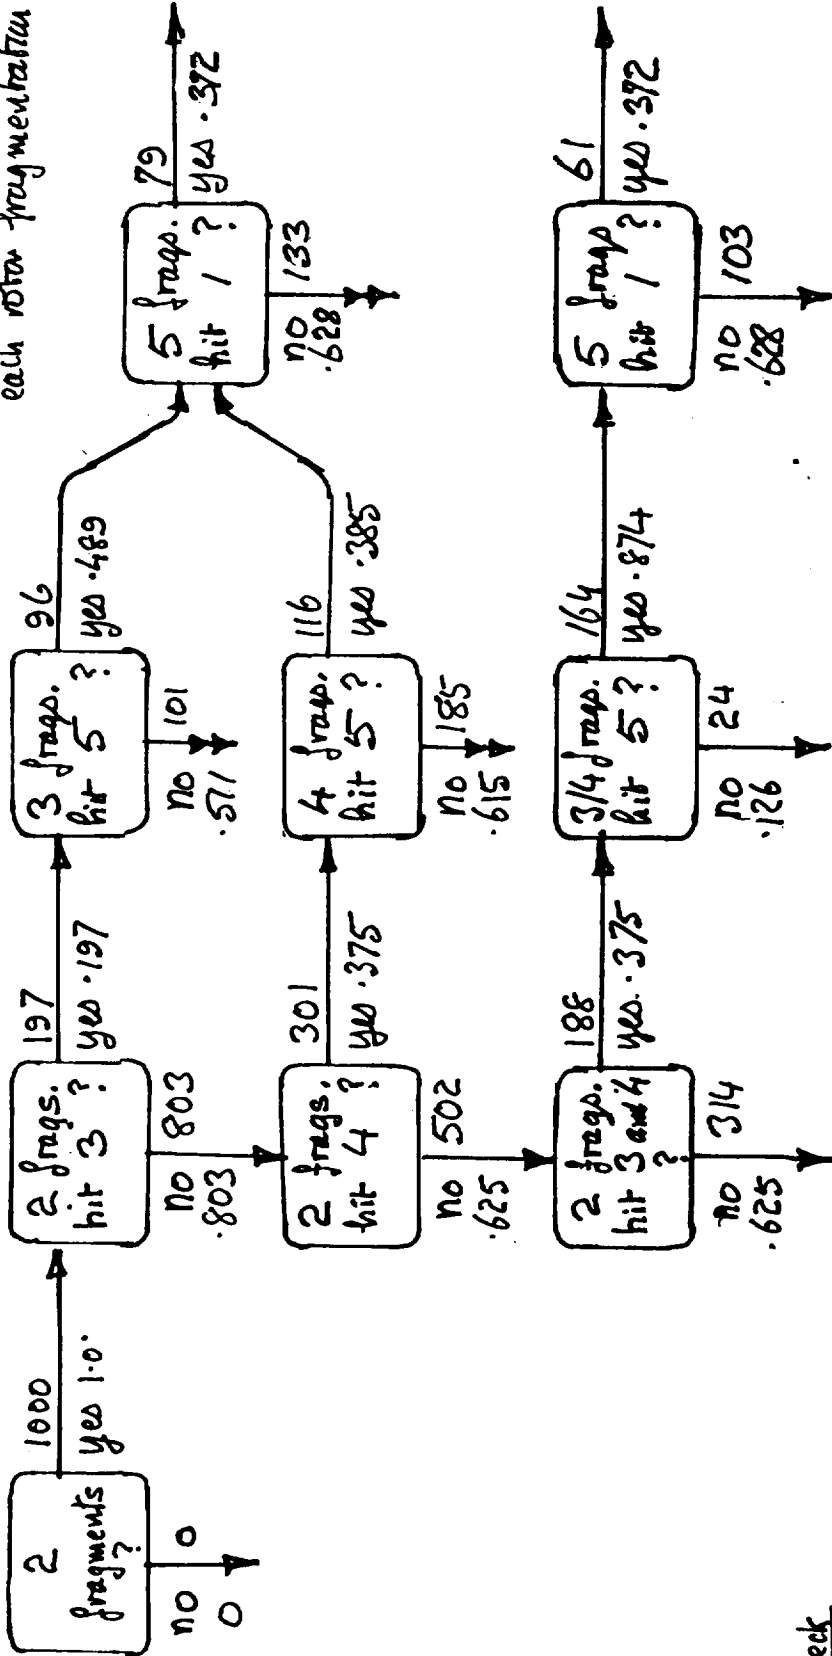 each rotor fragmentation
2
fragments
?
1000
yes 1.0
no 0
0
2 frags.
hit 3 ?
197
yes .197
no 803
.803
3 frags.
hit 5 ?
96
yes .489
no 101
.511
2 frags.
hit 4 ?
301
yes .375
no 502
.625
4 frags.
hit 5 ?
116
yes .385
no 185
.615
5 frags.
hit 1 ?
79
yes .372
no 133
.628
2 frags.
hit 3 and 4
?
188
yes .375
no 314
.625
3/4 frags.
hit 5 ?
164
yes .874
no 24
.126
5 frags
hit 1 ?
61
yes .372
no 103
.628
eck